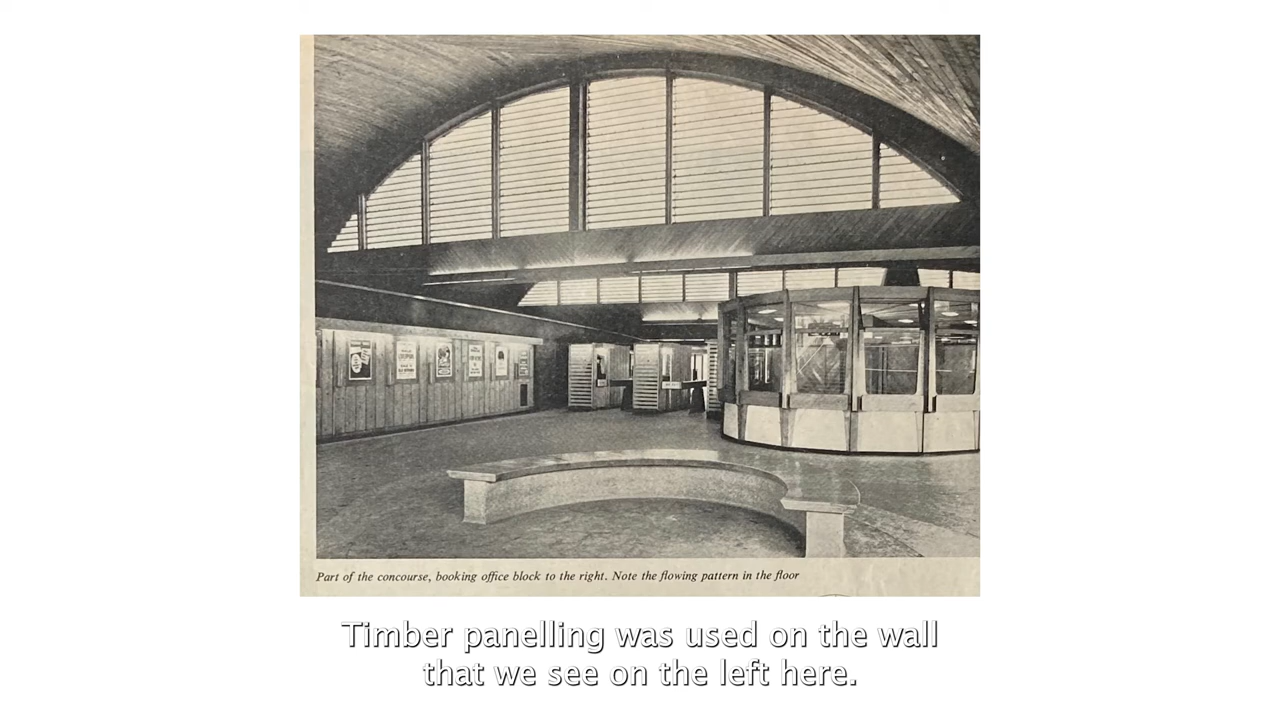 Part of the concourse, booking office block to the right. Note the flowing pattern in the floor
Timber panelling was used on the wall
that we see on the left here.